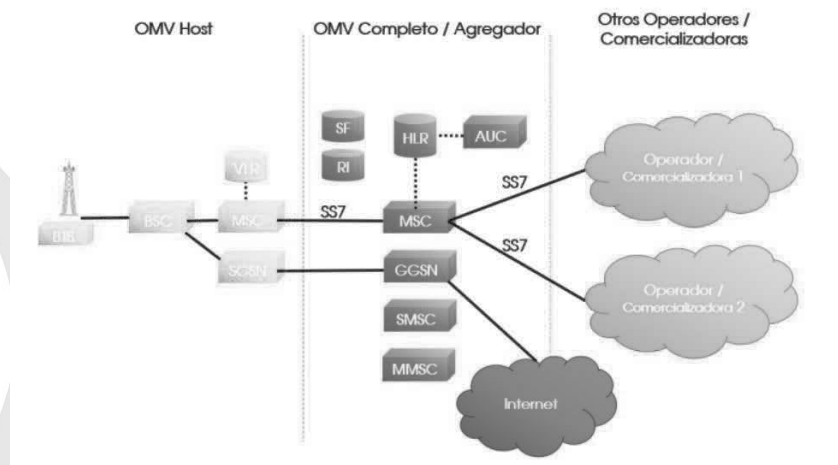 OMV Host
OMV Completo / Agregador
Otros Operadores /
Comercializadoras
SF
RI
HLR
AUC
VLR
BTS
BSC
MSC
SS7
MSC
SS7
SS7
SGSN
GGSN
SMSC
MMSC
Operador /
Comercializadora 1
Operador /
Comercializadora 2
Internet